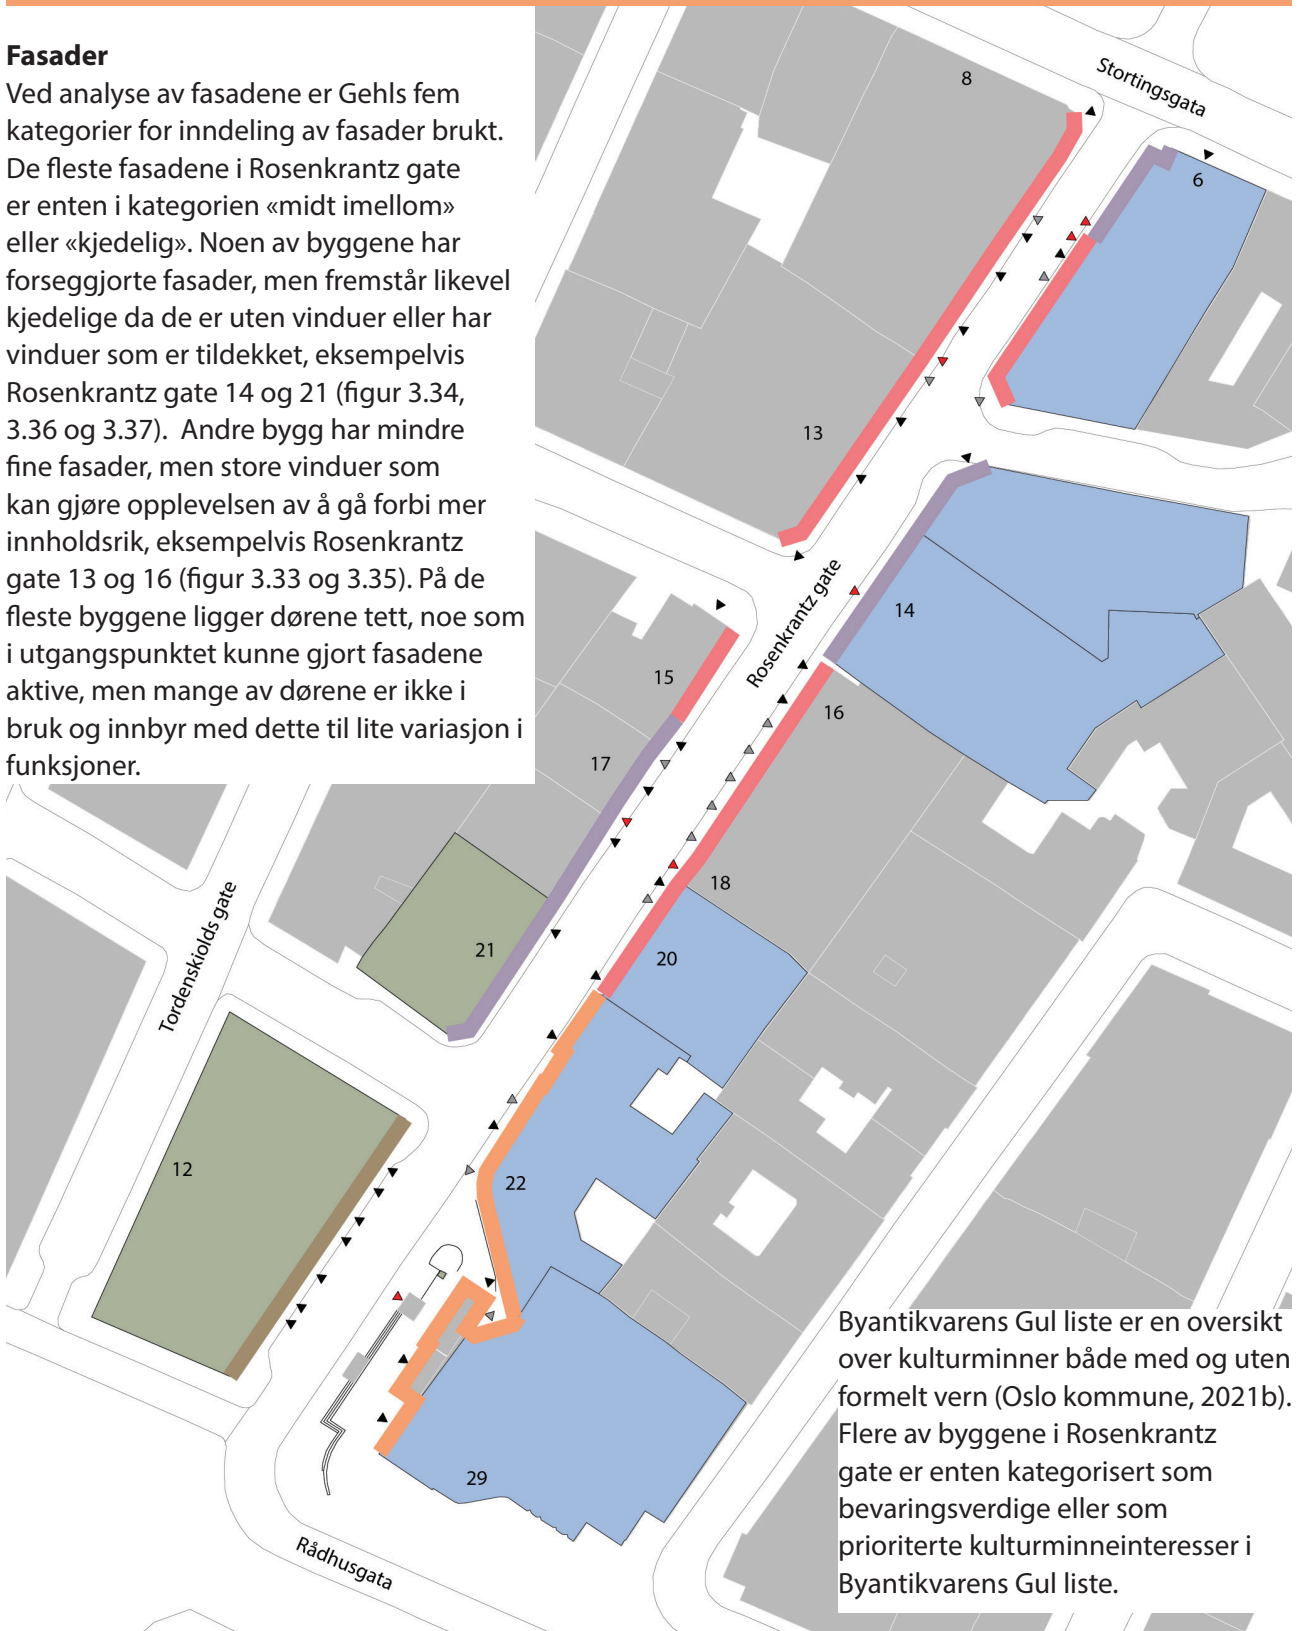 Fasader
Ved analyse av fasadene er Gehls fem
kategorier for inndeling av fasader brukt.
De fleste fasadene i Rosenkrantz gate
er enten i kategorien «midt imellom»
eller «kjedelig». Noen av byggene har
forseggjorte fasader, men fremstår likevel
kjedelige da de er uten vinduer eller har
vinduer som er tildekket, eksempelvis
Rosenkrantz gate 14 og 21 (figur 3.34,
3.36 og 3.37). Andre bygg har mindre
fine fasader, men store vinduer som
kan gjøre opplevelsen av å gå forbi mer
innholdsrik, eksempelvis Rosenkrantz
gate 13 og 16 (figur 3.33 og 3.35). På de
fleste byggene ligger dørene tett, noe som
i utgangspunktet kunne gjort fasadene
aktive, men mange av dørene er ikke i
bruk og innbyr med dette til lite variasjon i
funksjoner.
8
Stortingsgata
6
13
Rosenkrantz gate
14
15
16
17
18
21
20
Tordenskiolds gate
12
22
29
Rådhusgata
Byantikvarens Gul liste er en oversikt
over kulturminner både med og uten
formelt vern (Oslo kommune, 2021b).
Flere av byggene i Rosenkrantz
gate er enten kategorisert som
bevaringsverdige eller som
prioriterte kulturminneinteresser i
Byantikvarens Gul liste.